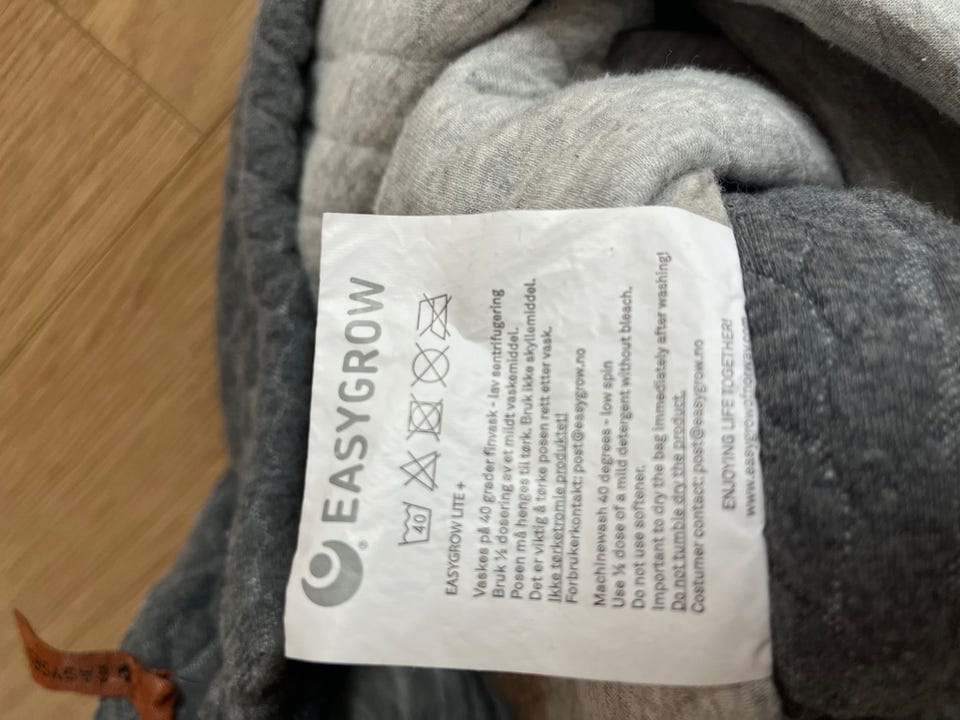 EASYGROW
®
40
EASYGROW LITE +
Vaskes på 40 grader finvask - lav sentrifugering
Bruk ½ dosering av et mildt vaskemiddel.
Posen må henges til tørk. Bruk ikke skyllemiddel.
Det er viktig å tørke posen rett etter vask.
Ikke tørketromle produktet!
Forbrukerkontakt: post@easygrow.no
Machinewash 40 degrees - low spin
Use ½ dose of a mild detergent without bleach.
Do not use softener.
Important to dry the bag immediately after washing!
Do not tumble dry the product.
Costumer contact: post@easygrow.no
ENJOYING LIFE TOGETHER!